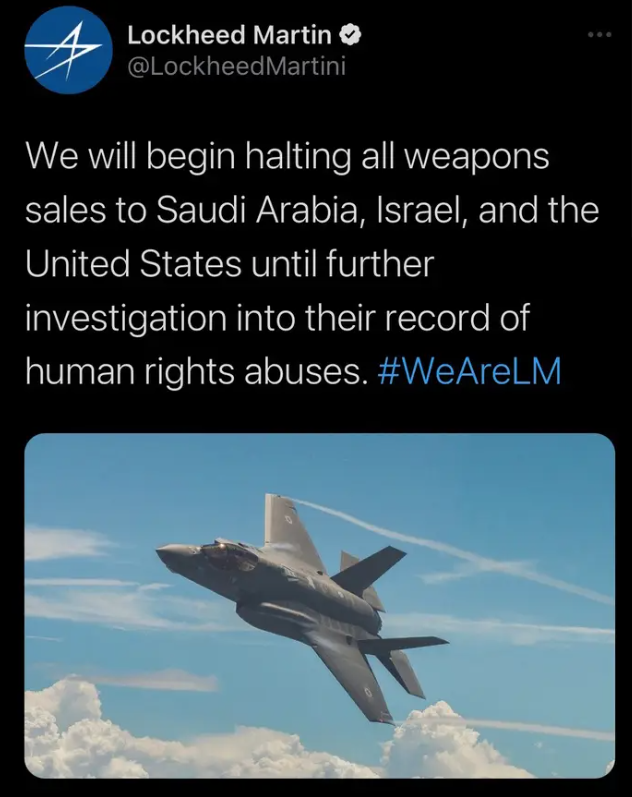 Lockheed Martin
@LockheedMartini
We will begin halting all weapons
sales to Saudi Arabia, Israel, and the
United States until further
investigation into their record of
human rights abuses. #WeAreLM